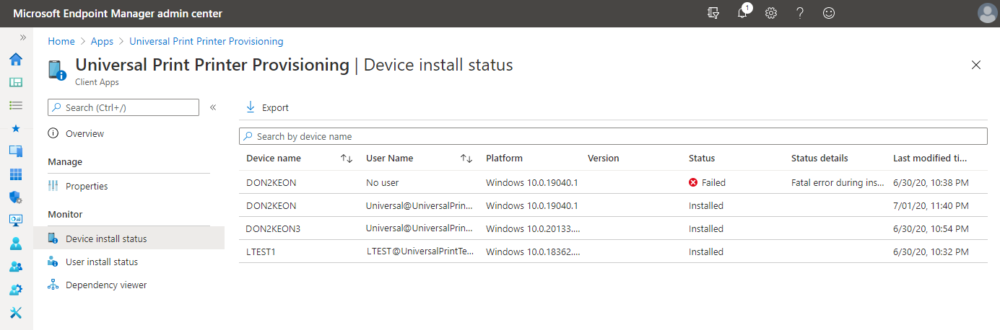 Microsoft Endpoint Manager admin center
1
Home > Apps > Universal Print Printer Provisioning
Universal Print Printer Provisioning | Device install status
Client Apps
Search (Ctrl+/)
Overview
Manage
Properties
Monitor
Device install status
User install status
Dependency viewer
Export
Search by device name
Device name User Name Platform Version Status Status details Last modified ti...
DON2KEON No user Windows 10.0.19040.1 Failed Fatal error during ins... 6/30/20, 10:38 PM
DON2KEON Universal@UniversalPrin... Windows 10.0.19040.1 Installed 7/01/20, 11:40 PM
DON2KEON3 Universal@UniversalPrin... Windows 10.0.20133.... Installed 6/30/20, 10:54 PM
LTEST1 LTEST@UniversalPrintTe... Windows 10.0.18362.... Installed 6/30/20, 10:32 PM